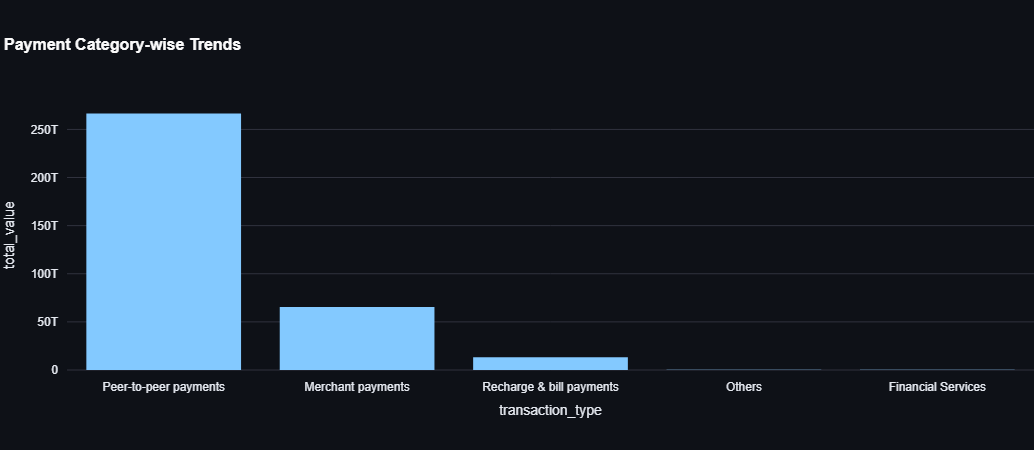 Payment Category-wise Trends
250T
200T
150T
100T
50T
0
total_value
Peer-to-peer payments
Merchant payments
Recharge & bill payments
Others
Financial Services
transaction_type